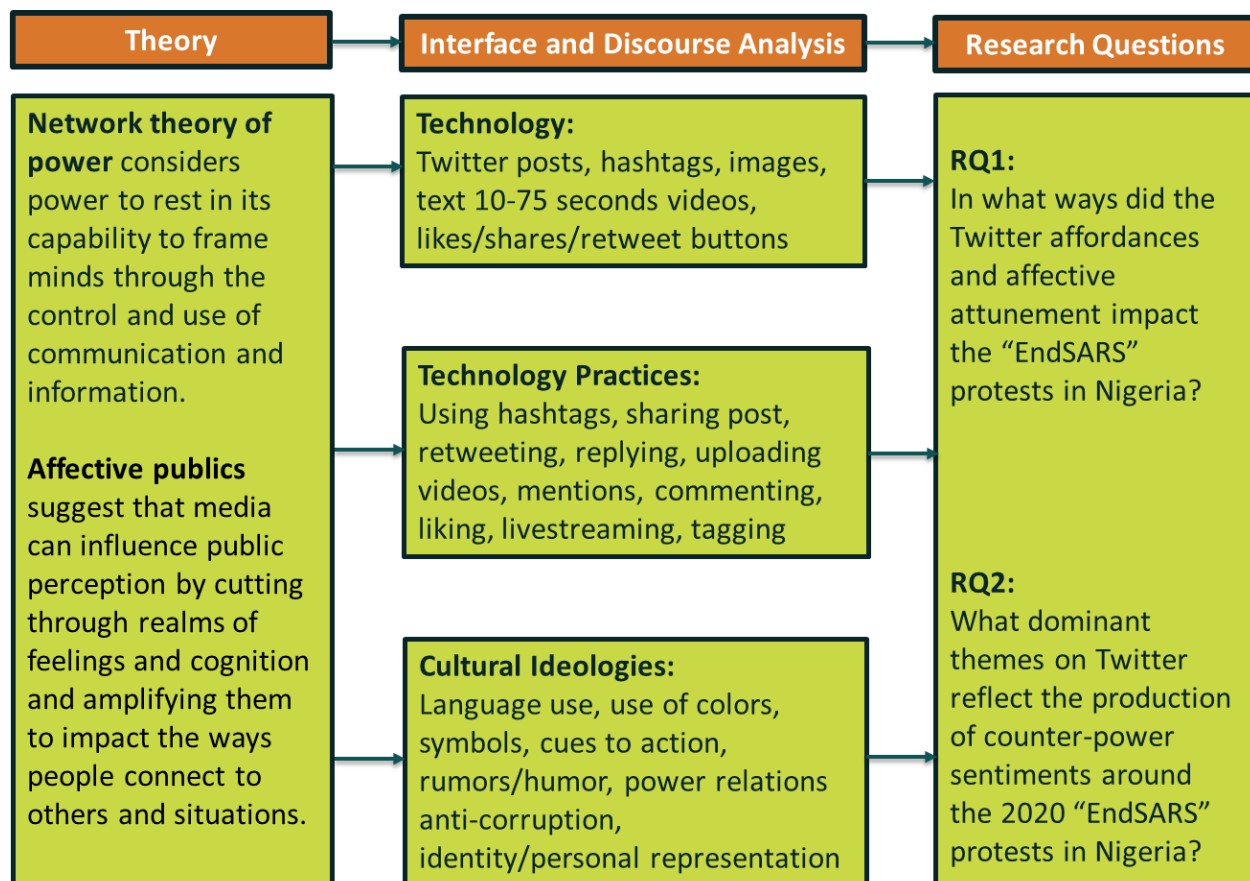 Theory
Interface and Discourse Analysis
Research Questions
Network theory of
power considers
power to rest in its
capability to frame
minds through the
control and use of
communication and
information.
Affective publics
suggest that media
can influence public
perception by cutting
through realms of
feelings and cognition
and amplifying them
to impact the ways
people connect to
others and situations.
Technology:
Twitter posts, hashtags, images,
text 10-75 seconds videos,
likes/shares/retweet buttons
Technology Practices:
Using hashtags, sharing post,
retweeting, replying, uploading
videos, mentions, commenting,
liking, livestreaming, tagging
Cultural Ideologies:
Language use, use of colors,
symbols, cues to action,
rumors/humor, power relations
anti-corruption,
identity/personal representation
RQ1:
In what ways did the
Twitter affordances
and affective
attunement impact
the “EndSARS”
protests in Nigeria?
RQ2:
What dominant
themes on Twitter
reflect the production
of counter-power
sentiments around
the 2020 “EndSARS”
protests in Nigeria?